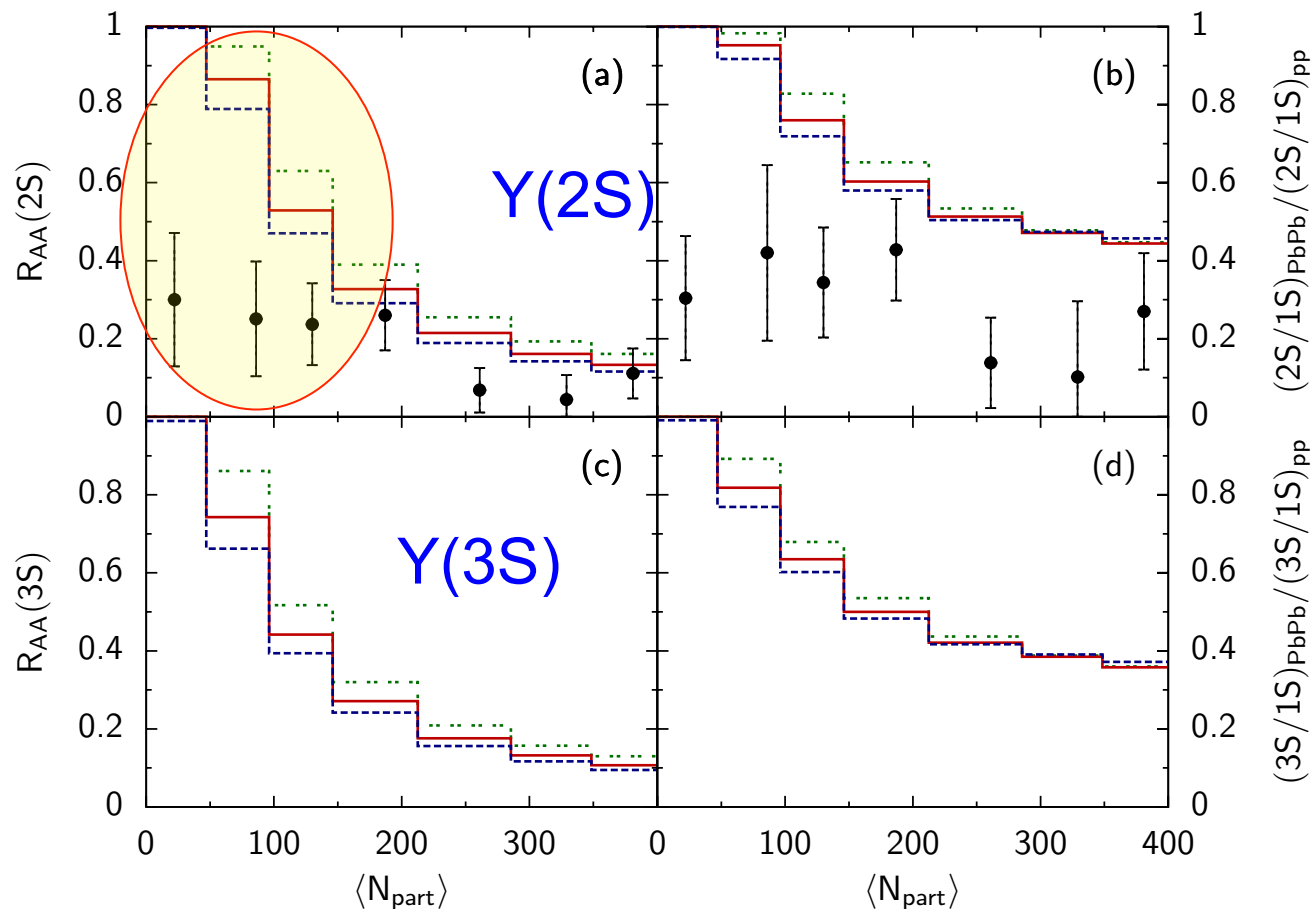 1
0.8
0.6
0.4
0.2
0
R_AA(2S)
(a)
Y(2S)
(b)
1
0.8
0.6
0.4
0.2
0
(2S/1S)_PbPb/(2S/1S)_pp
0.8
0.6
0.4
0.2
0
R_AA(3S)
(c)
Y(3S)
(d)
0.8
0.6
0.4
0.2
0
(3S/1S)_PbPb/(3S/1S)_pp
0 100 200 300 0 100 200 300 400
⟨N_part⟩ ⟨N_part⟩